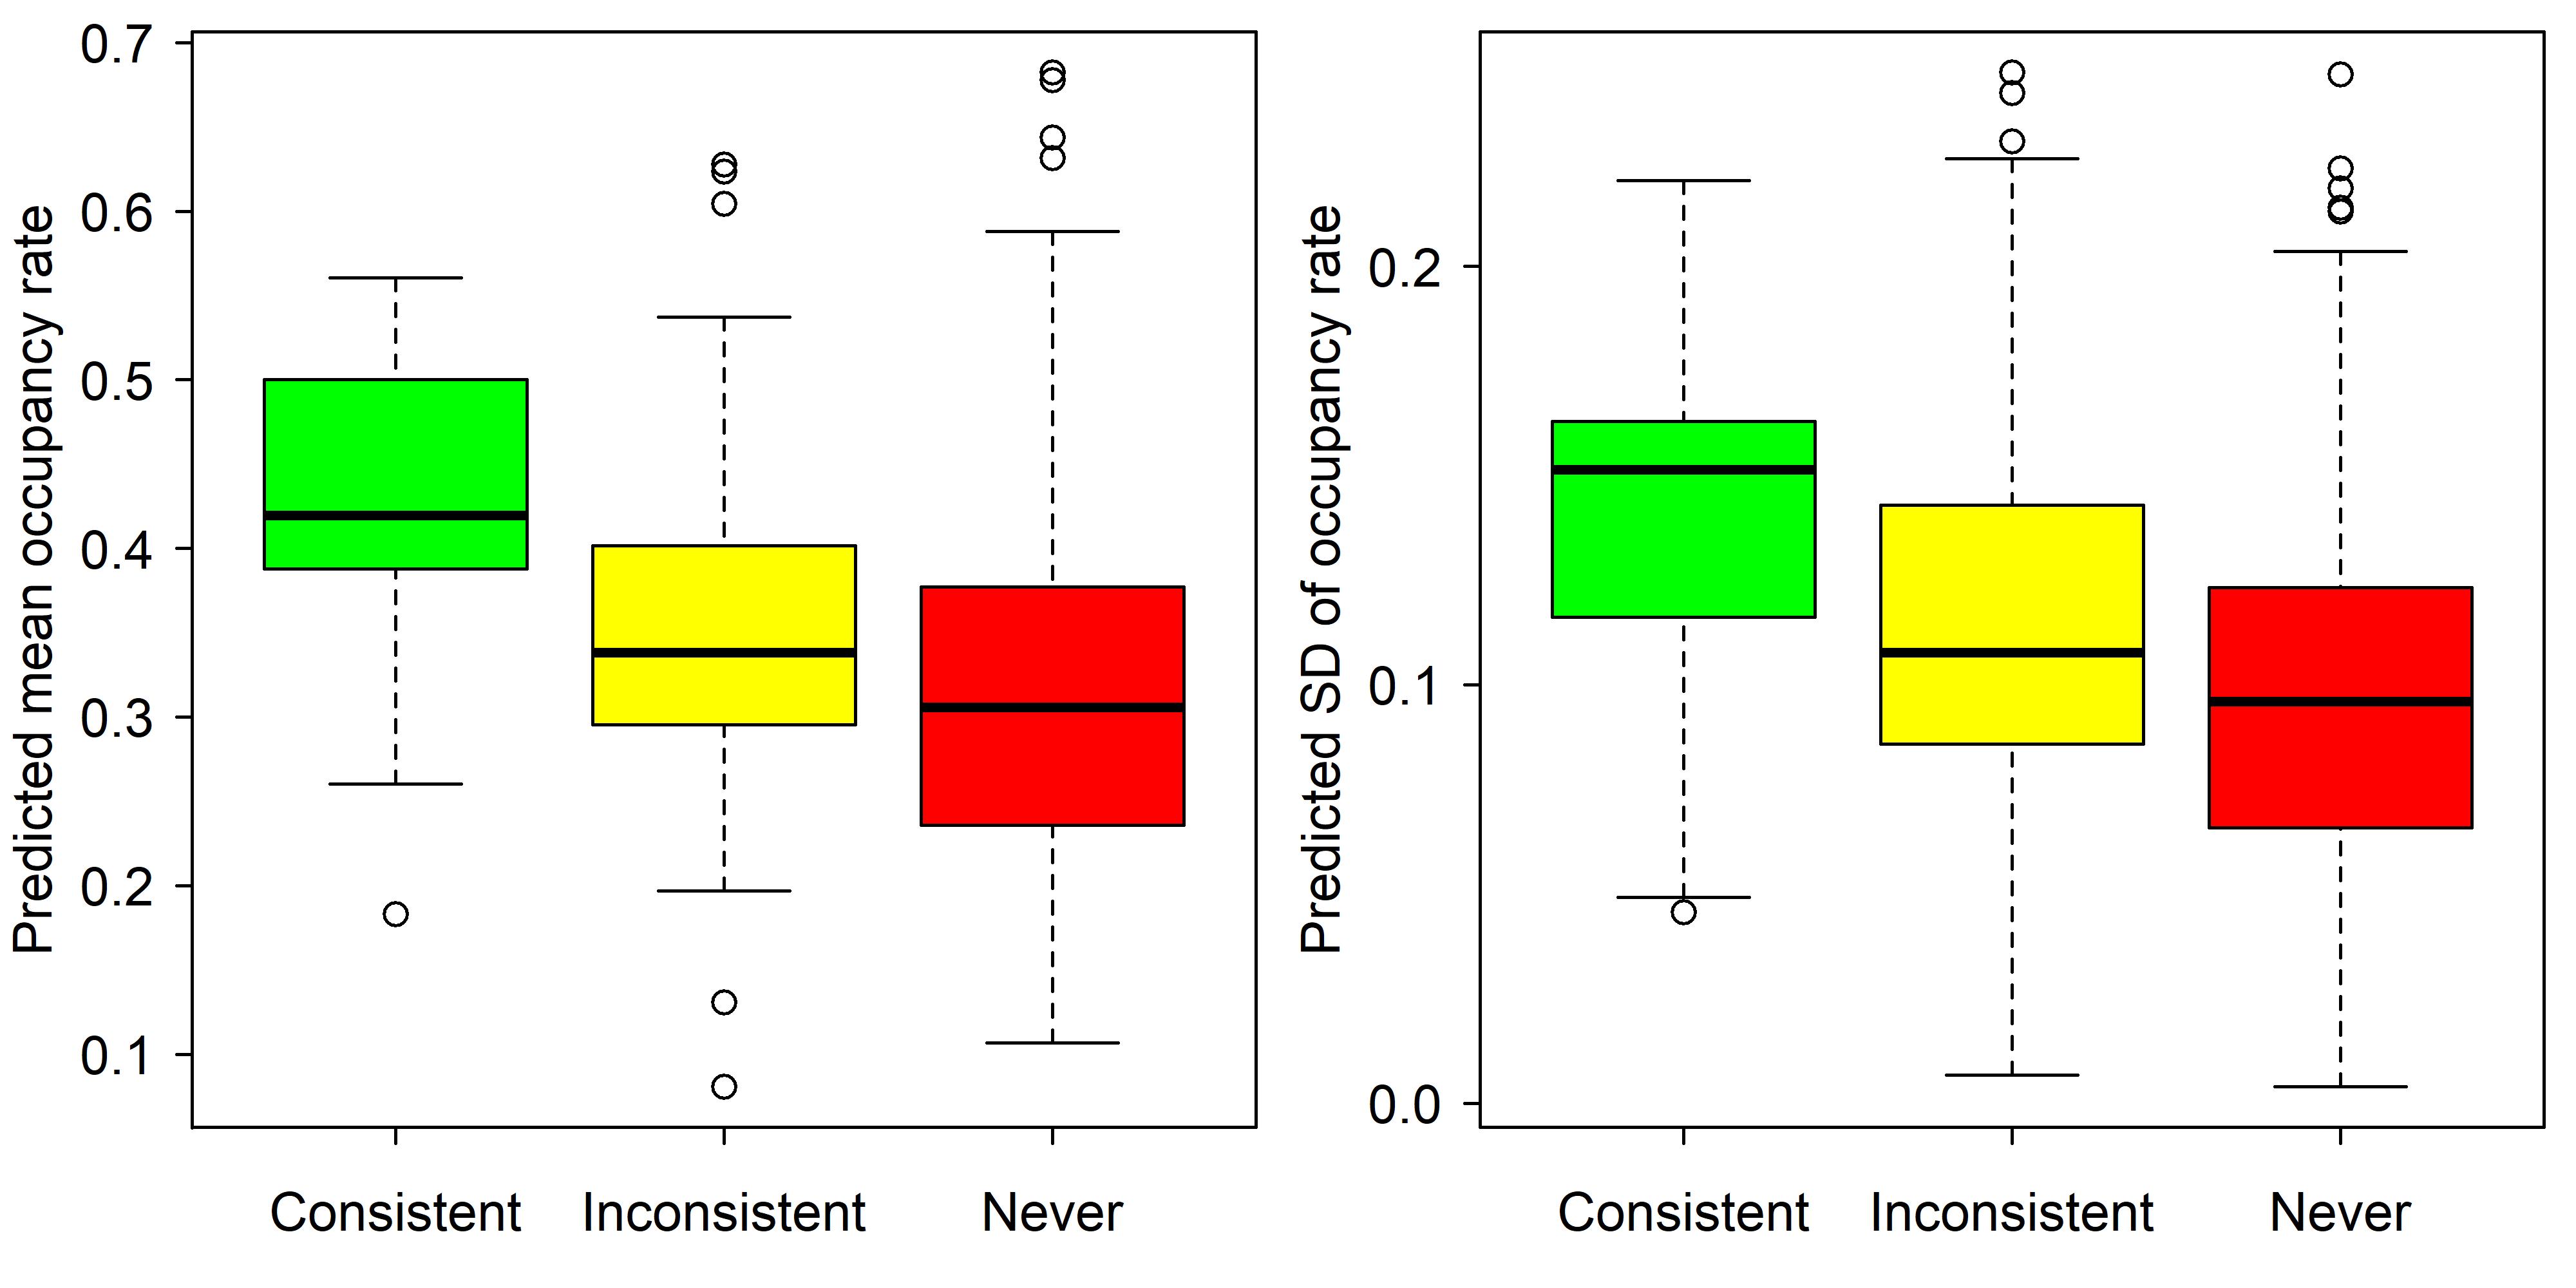 Predicted mean occupancy rate
0.7
0.6
0.5
0.4
0.3
0.2
0.1
Consistent
Inconsistent
Never
Predicted SD of occupancy rate
0.2
0.1
0.0
Consistent
Inconsistent
Never